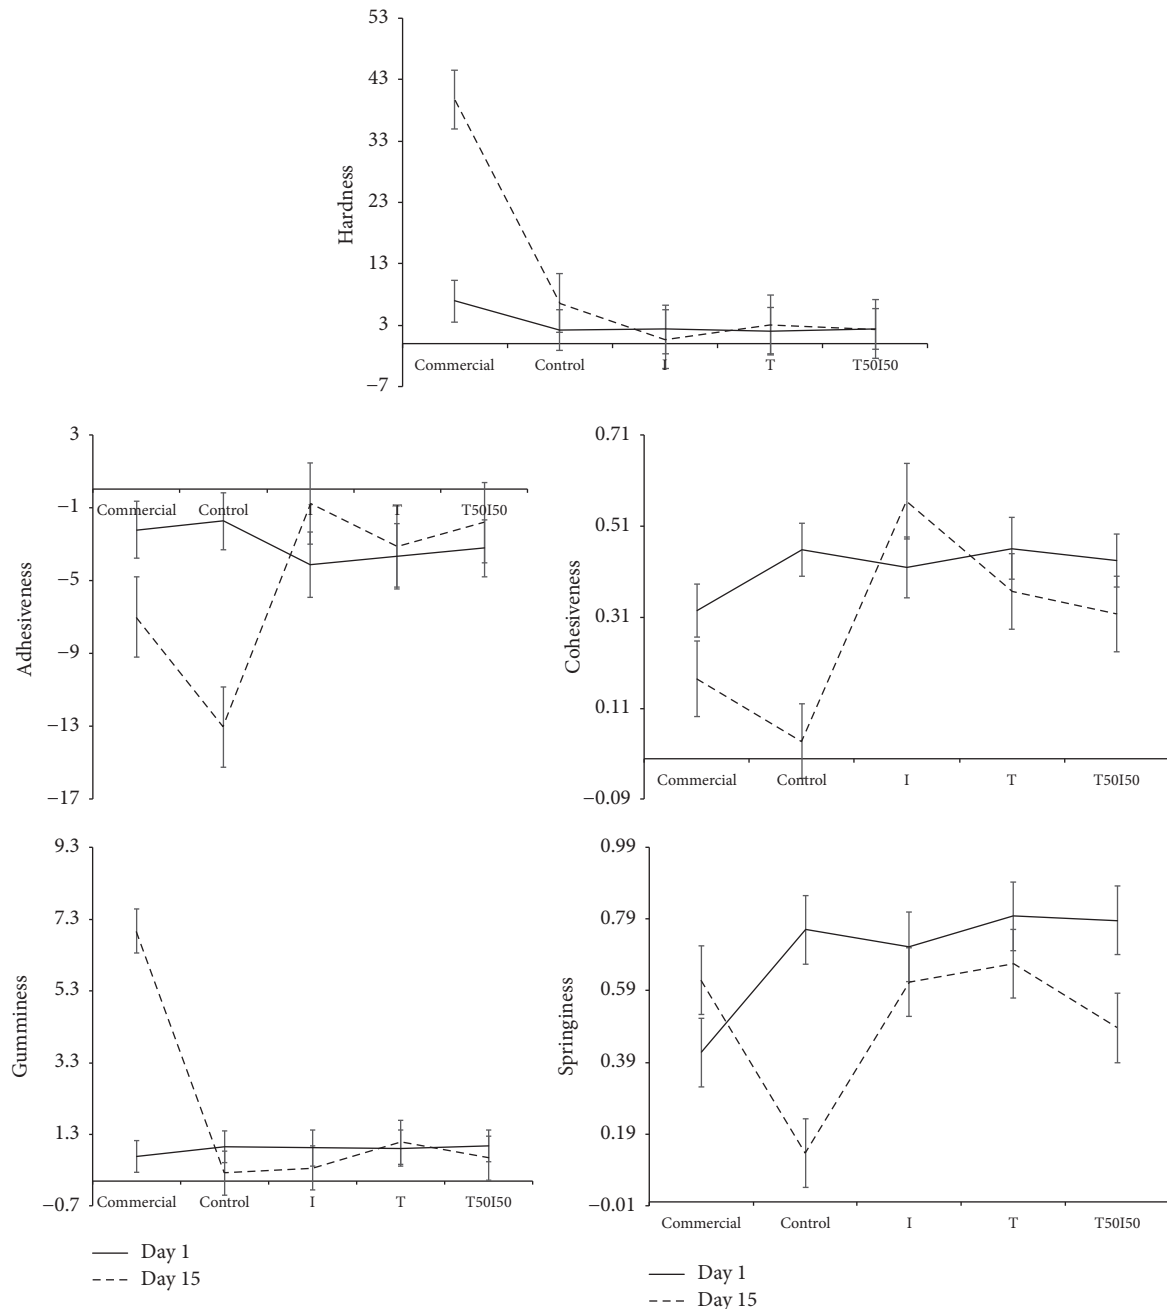 53
43
33
23
13
3
−7
Hardness
Commercial Control I T T50I50
3
−1
−5
−9
−13
−17
Adhesiveness
Commercial Control I T T50I50
0.71
0.51
0.31
0.11
−0.09
Cohesiveness
Commercial Control I T T50I50
9.3
7.3
5.3
3.3
1.3
−0.7
Gumminess
Commercial Control I T T50I50
Day 1
Day 15
0.99
0.79
0.59
0.39
0.19
−0.01
Springiness
Commercial Control I T T50I50
Day 1
Day 15